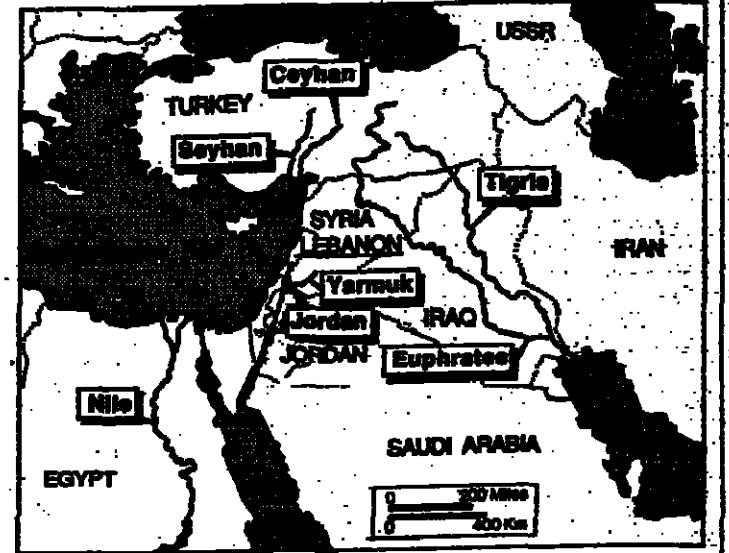 USSR
Ceyhan
TURKEY
Seyhan
Tigris
SYRIA
LEBANON
IRAN
Yarmuk
Jordan
IRAQ
JORDAN
Euphrates
Nile
SAUDI ARABIA
EGYPT
0 200 Miles
0 400 Km